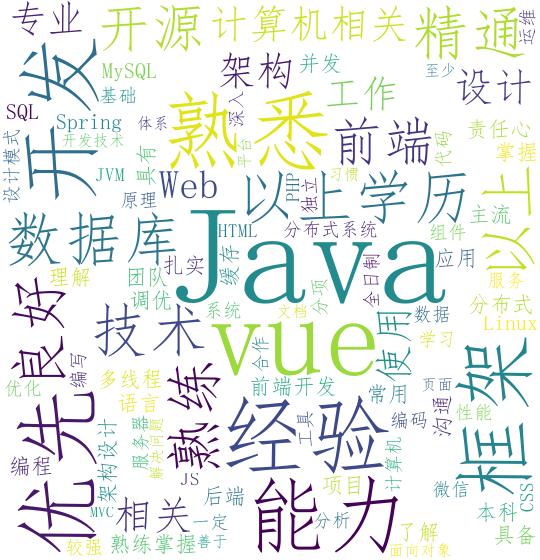 专业
开源
计算机相关
精通
运维
MySQL
架构
并发
至少
基础
工作
设计
SQL
开发
深入
Spring
体系
熟悉
前端
代码
责任心
设计模式
开发技术
具有
平台
掌握
JVM
Web
习惯
原理
PHP
独立
以上学历
以上
主流
数据库
HTML
分布式系统
组件
Java
扎实
缓存
理解
团队
全日制
应用
服务
调优
系统
文档
分项
使用
数据
分布式
良好
技术
vue
Linux
学习
编写
合作
优化
多线程
前端开发
常用
页面
框架
熟练
语言
经验
工具
编码
沟通
性能
优先
架构设计
服务器
解决问题
计算机
编程
JS
能力
项目
微信
CSS
后端
MVC
相关
一定
分析
本科
了解
较强
熟练掌握
善于
面向对象
具备